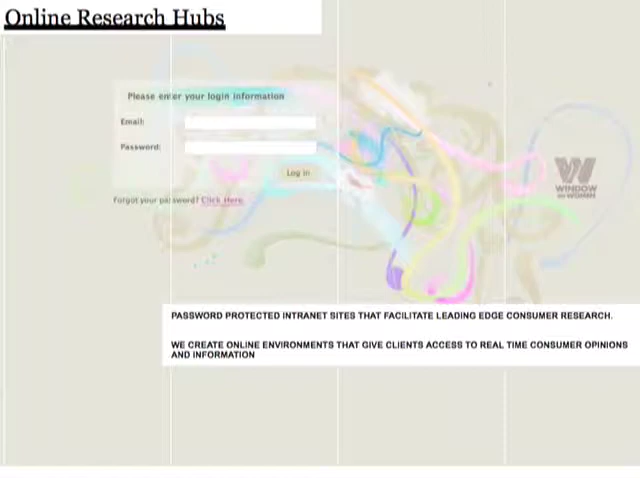 Online Research Hubs
Please enter your login information
Email:
Password:
Log in
Forgot your password? Click Here
W
WINDOW
ON WOMEN
PASSWORD PROTECTED INTRANET SITES THAT FACILITATE LEADING EDGE CONSUMER RESEARCH.
WE CREATE ONLINE ENVIRONMENTS THAT GIVE CLIENTS ACCESS TO REAL TIME CONSUMER OPINIONS
AND INFORMATION